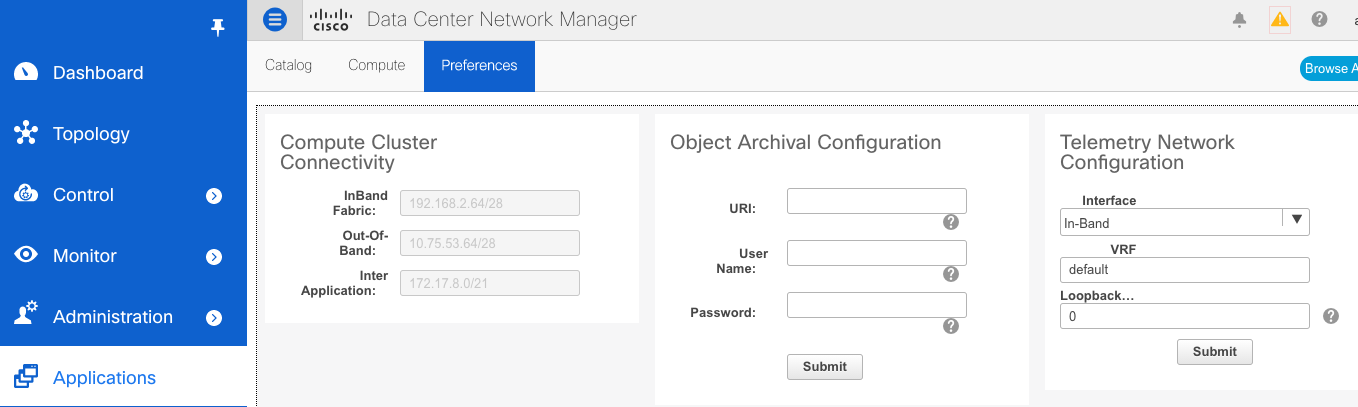 cisco
Data Center Network Manager
Dashboard
Topology
Control
Monitor
Administration
Applications
Catalog
Compute
Preferences
Browse A
Compute Cluster
Connectivity
InBand
Fabric:
192.168.2.64/28
Out-Of-
Band:
10.75.53.64/28
Inter
Application:
172.17.8.0/21
Object Archival Configuration
URI:
?
User
Name:
?
Password:
?
Submit
Telemetry Network
Configuration
Interface
In-Band
VRF
default
Loopback...
0
?
Submit